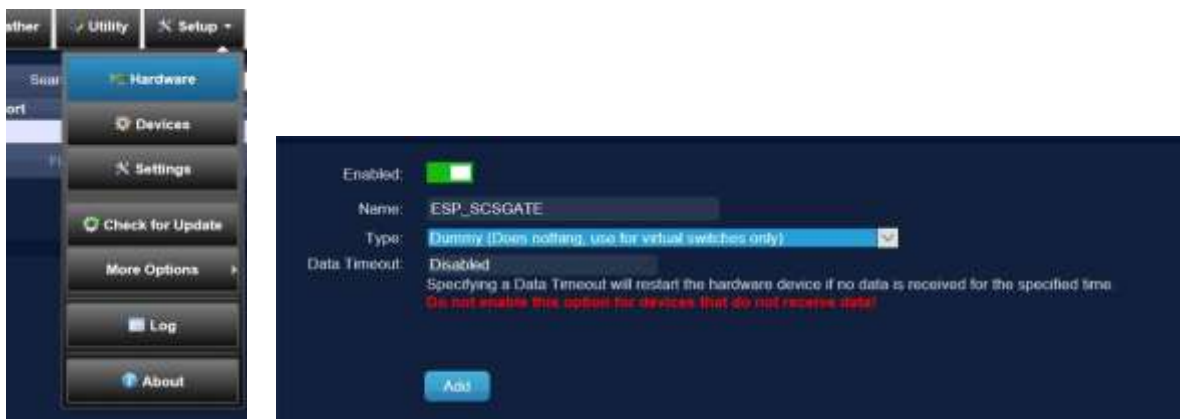 Utility
Setup
Hardware
Devices
Settings
Check for Update
More Options
Log
About
Enabled:
Name: ESP_SCSGATE
Type: Dummy (Does nothing, use for virtual switches only)
Data Timeout: Disabled
Specifying a Data Timeout will restart the hardware device if no data is received for the specified time.
Do not enable this option for devices that do not receive data!
Add